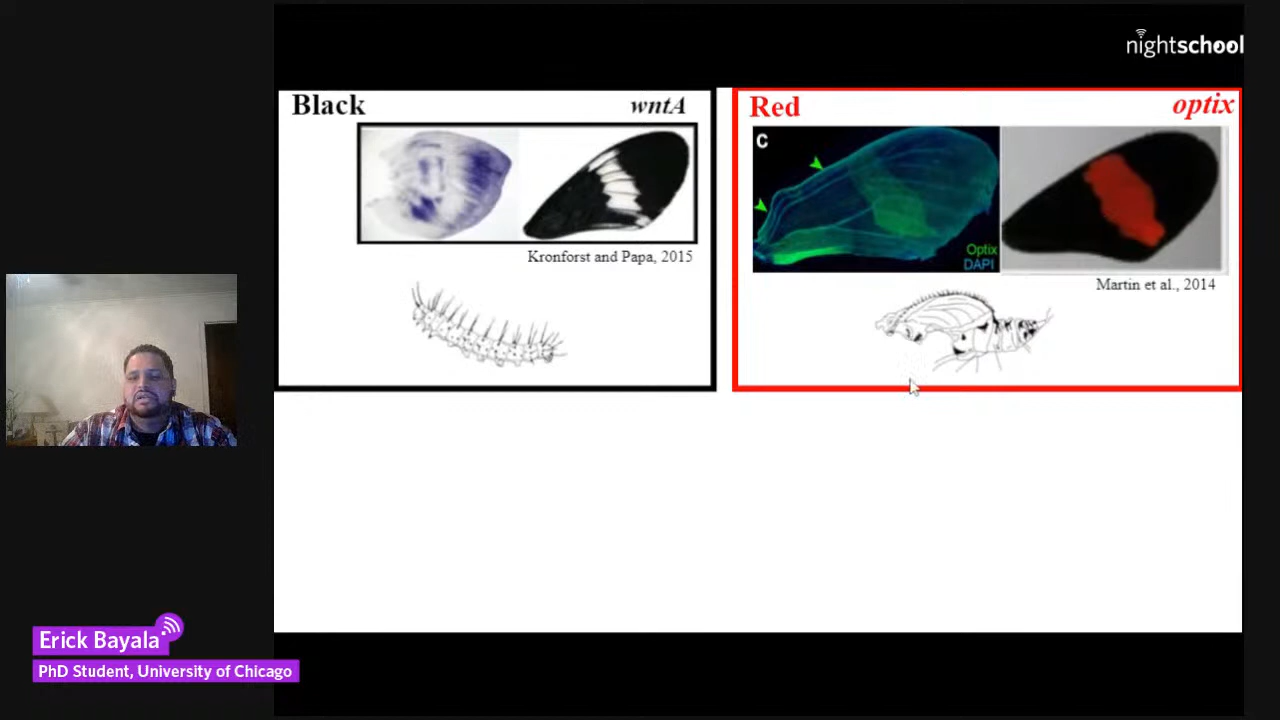 nightschool
Black
wntA
Kronforst and Papa, 2015
Red
optix
C
Optix
DAPI
Martin et al., 2014
Erick Bayala
PhD Student, University of Chicago